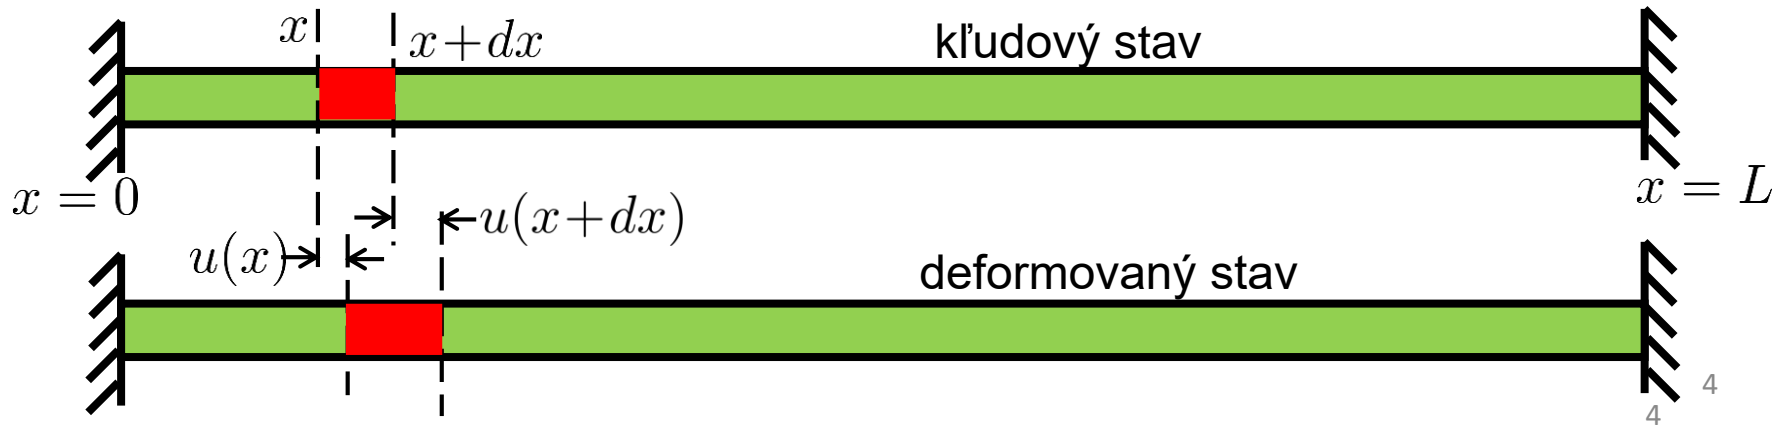 x
x+dx
kľudový stav
x = 0
x = L
u(x+dx)
u(x)
deformovaný stav
4
4